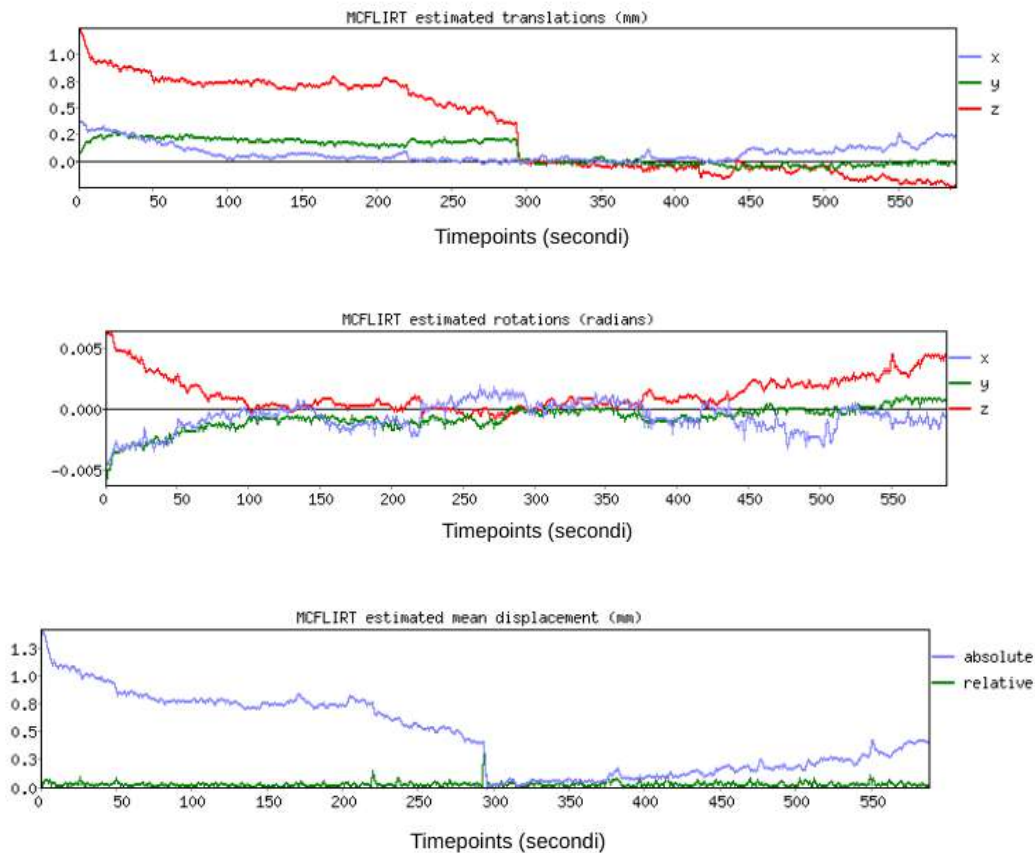 MCFLIRT estimated translations (mm)
1.0
0.8
0.5
0.2
0.0
x
y
z
0 50 100 150 200 250 300 350 400 450 500 550
Timepoints (secondi)
MCFLIRT estimated rotations (radians)
0.005
0.000
-0.005
x
y
z
0 50 100 150 200 250 300 350 400 450 500 550
Timepoints (secondi)
MCFLIRT estimated mean displacement (mm)
1.3
1.0
0.8
0.5
0.3
0.0
absolute
relative
0 50 100 150 200 250 300 350 400 450 500 550
Timepoints (secondi)